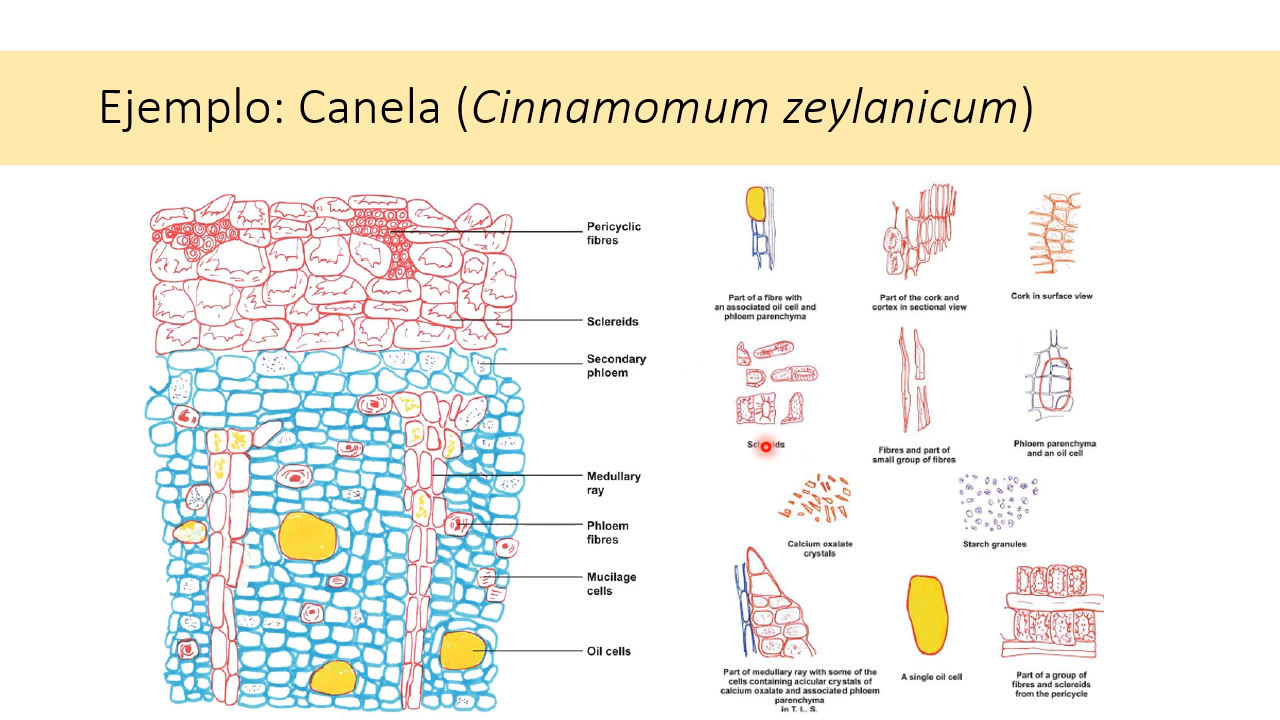 Ejemplo: Canela (Cinnamomum zeylanicum)
Pericyclic
fibres
Sclereids
Secondary
phloem
Medullary
ray
Phloem
fibres
Mucilage
cells
Oil cells
Part of a fibre with
an associated oil cell and
phloem parenchyma
Part of the cork and
cortex in sectional view
Cork in surface view
Fibres and part of
small group of fibres
Phloem parenchyma
and an oil cell
Calcium oxalate
crystals
Starch granules
Part of medullary ray with some of the
cells containing acicular crystals of
calcium oxalate and associated phloem
parenchyma
in T. L. S.
A single oil cell
Part of a group of
fibres and sclereids
from the pericycle